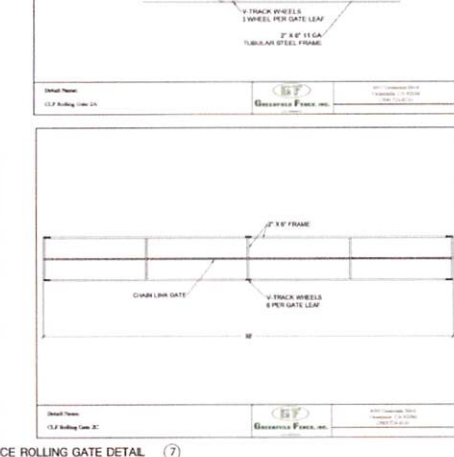 V-TRACK WHEELS
3 WHEEL PER GATE LEAF
2" X 6" 11 GA
TUBULAR STEEL FRAME
Detail Name:
CLF Rolling Gate 2A
GREENFIELD FENCE, INC.
2" X 6" FRAME
CHAIN LINK GATE
V-TRACK WHEELS
6 PER GATE LEAF
Detail Name:
CLF Rolling Gate 2C
GREENFIELD FENCE, INC.
CE ROLLING GATE DETAIL 7